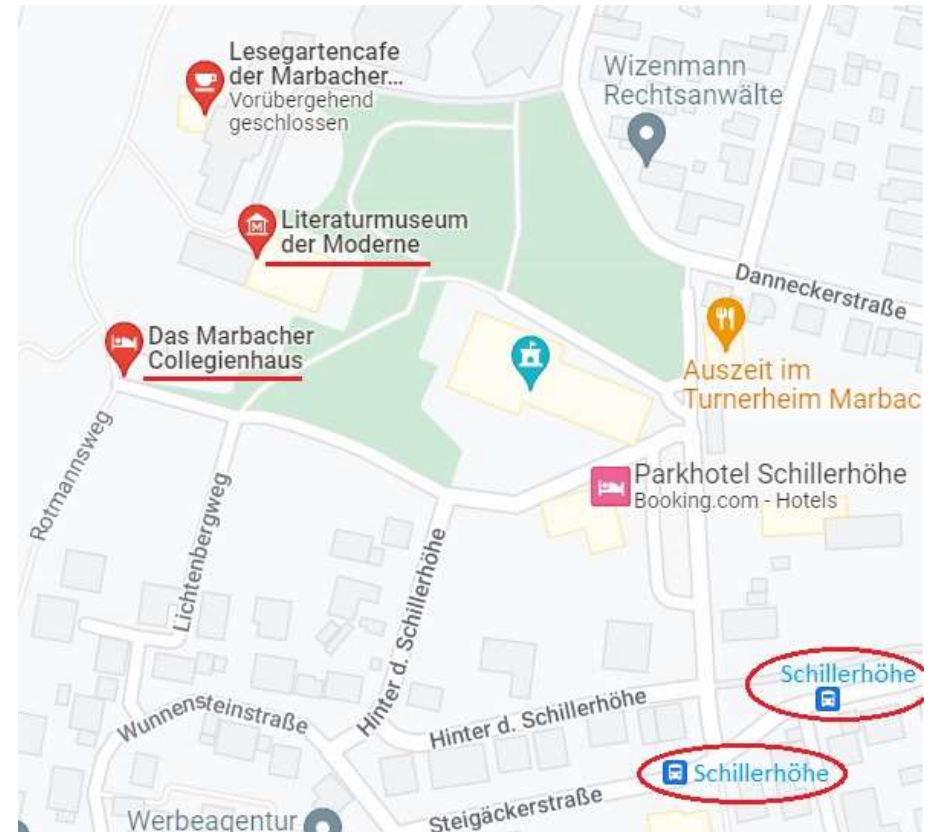 Lesegartencafe
der Marbacher...
Vorübergehend
geschlossen
Wizenmann
Rechtsanwälte
Literaturmuseum
der Moderne
Danneckerstraße
Das Marbacher
Collegienhaus
Auszeit im
Turnerheim Marbac
Rotmannsweg
Lichtenbergweg
Parkhotel Schillerhöhe
Booking.com - Hotels
Hinter d. Schillerhöhe
Schillerhöhe
Wunnensteinstraße
Hinter d. Schillerhöhe
Schillerhöhe
Steigäckerstraße
Werbeagentur